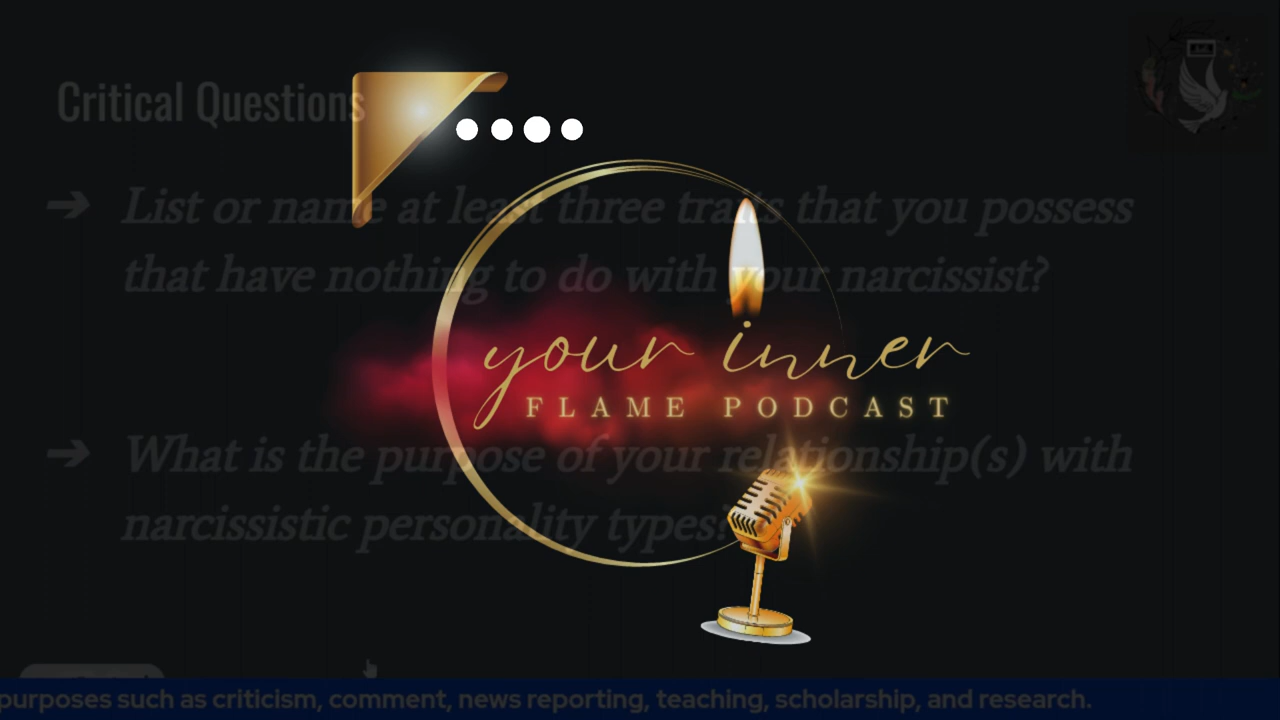 Critical Questions
➔ List or name at least three traits that you possess
that have nothing to do with your narcissist?
your inner
FLAME PODCAST
➔ What is the purpose of your relationship(s) with
narcissistic personality types?
purposes such as criticism, comment, news reporting, teaching, scholarship, and research.